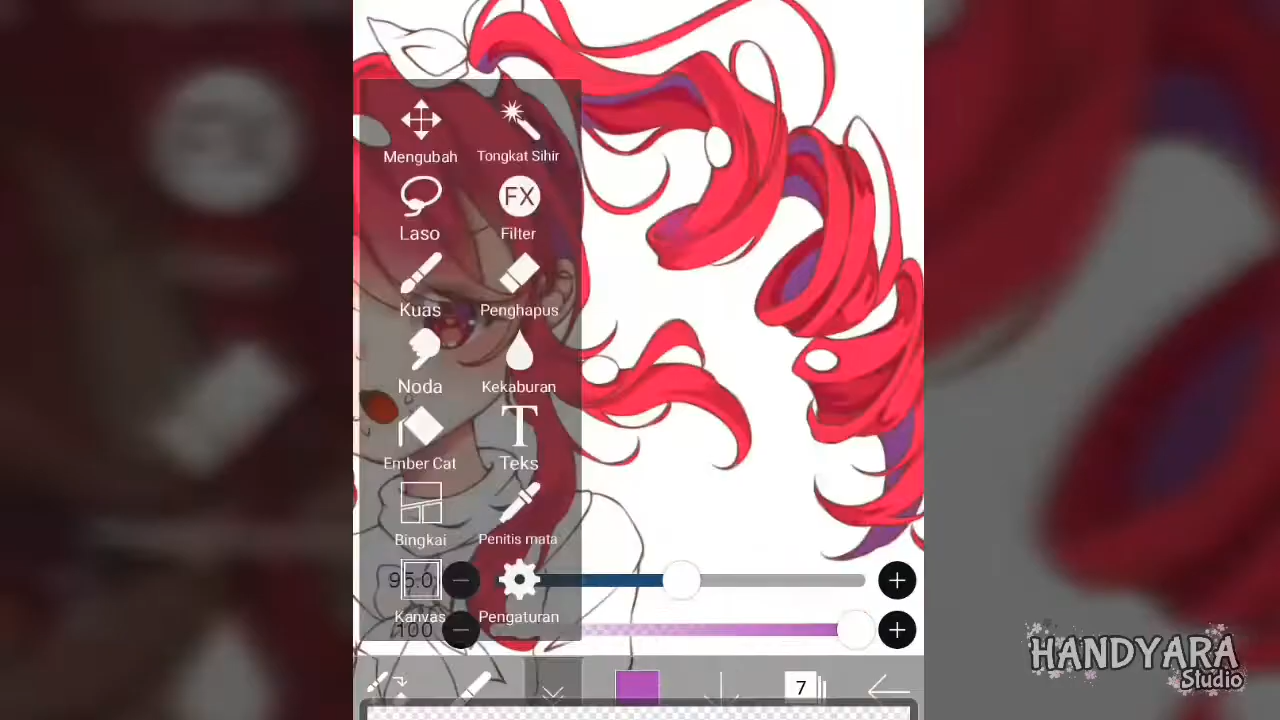 Mengubah
Tongkat Sihir
Laso
FX
Filter
Kuas
Penghapus
Noda
Kekaburan
Ember Cat
T
Teks
Bingkai
Penitis mata
95.0
Kanvas
Pengaturan
100
7
HANDYARA
Studio